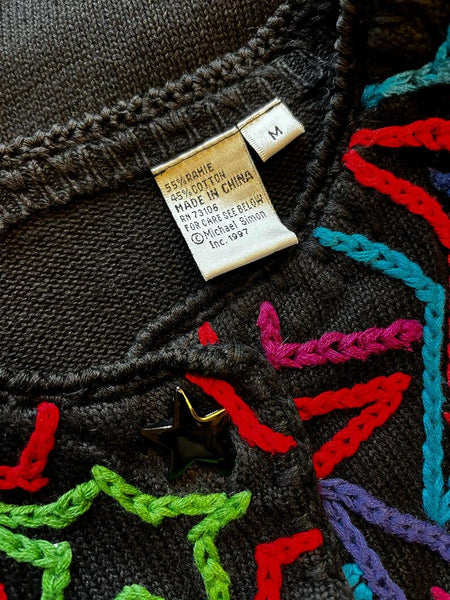 M
55% RAMIE
45% COTTON
MADE IN CHINA
RN 73106
FOR CARE SEE BELOW
©Michael Simon
Inc. 1997